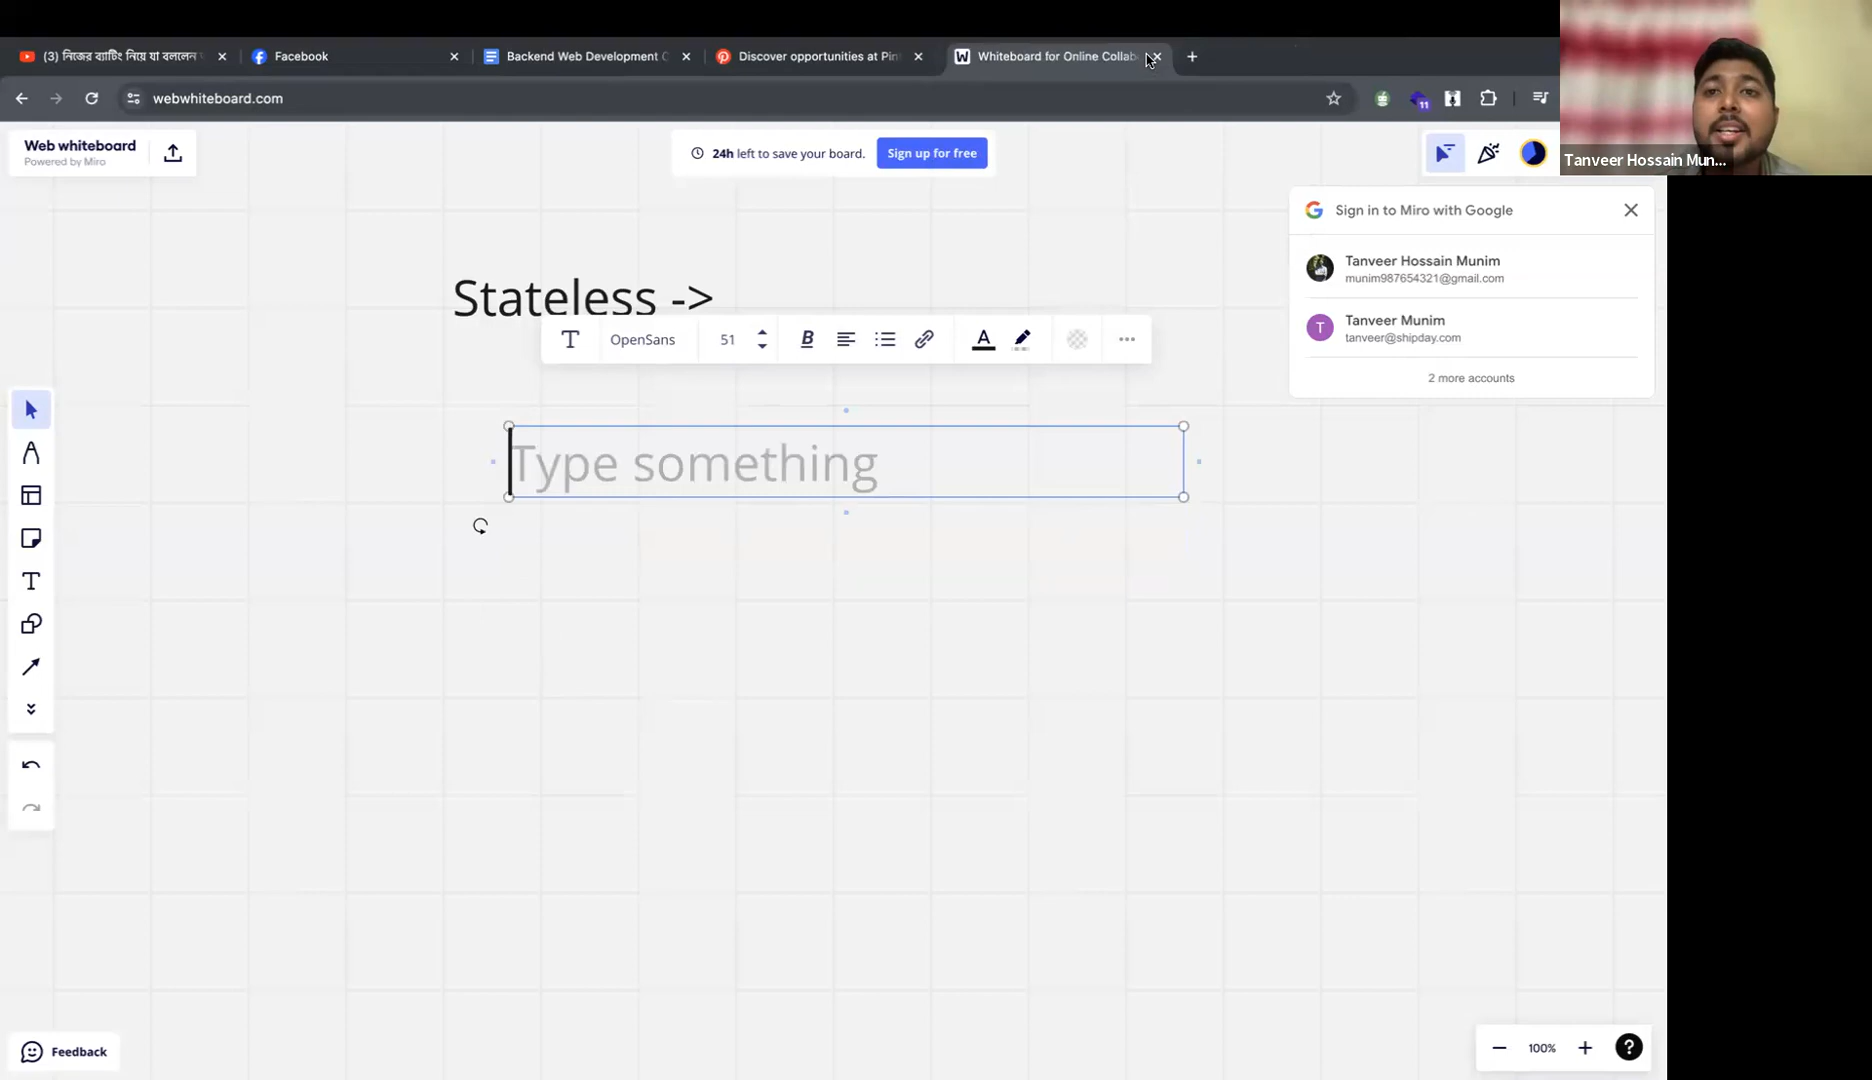 (3) নিজের ব্যাটিং নিয়ে যা বললেন
Facebook
Backend Web Development C
Discover opportunities at Pin
Whiteboard for Online Collab
webwhiteboard.com
11
Web whiteboard
Powered by Miro
24h left to save your board.
Sign up for free
Tanveer Hossain Mun...
Sign in to Miro with Google
Tanveer Hossain Munim
munim987654321@gmail.com
T
Tanveer Munim
tanveer@shipday.com
2 more accounts
Stateless ->
OpenSans
51
Type something
Feedback
100%